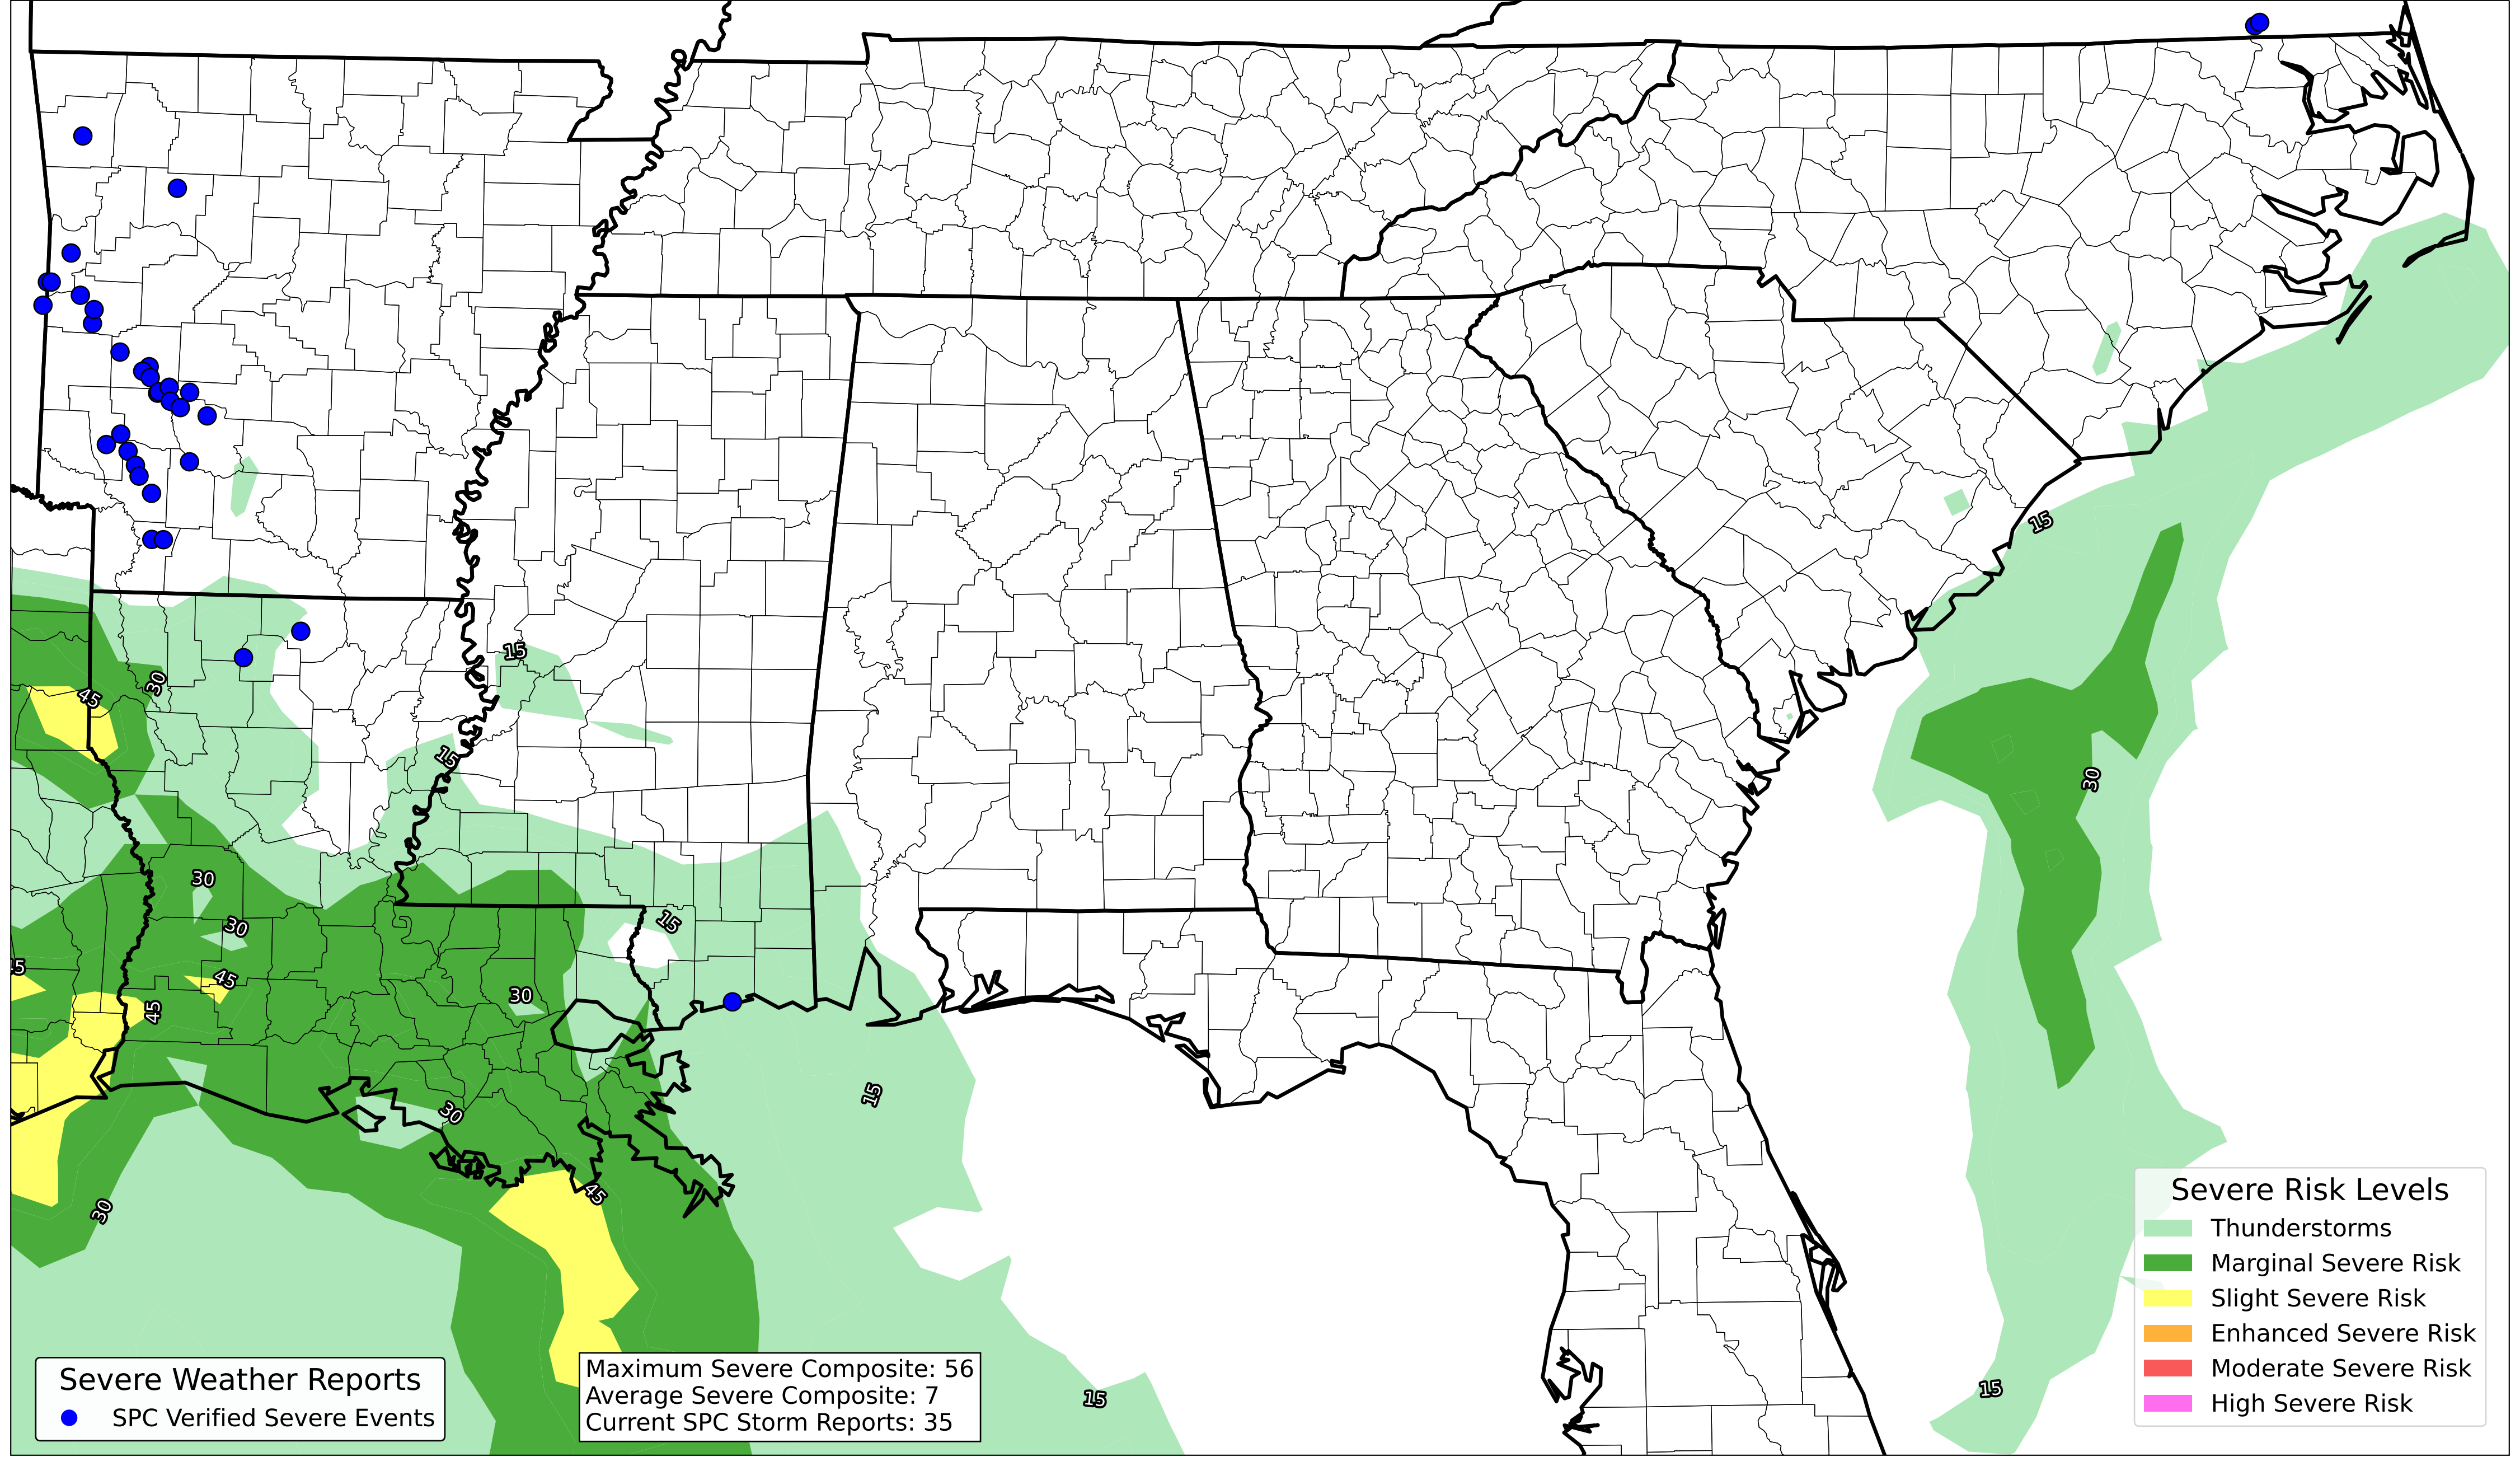 15
15
30
45
15
30
30
15
30
45
45
30
45
15
30
30
45
30
15
15
Severe Weather Reports
SPC Verified Severe Events
Maximum Severe Composite: 56
Average Severe Composite: 7
Current SPC Storm Reports: 35
Severe Risk Levels
Thunderstorms
Marginal Severe Risk
Slight Severe Risk
Enhanced Severe Risk
Moderate Severe Risk
High Severe Risk